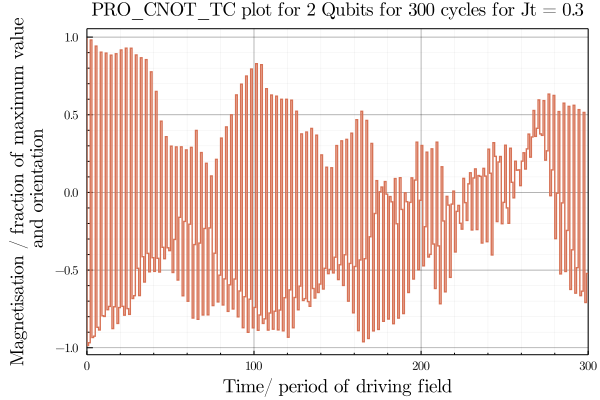 PRO_CNOT_TC plot for 2 Qubits for 300 cycles for Jt = 0.3
Magnetisation / fraction of maximum value
and orientation
1.0
0.5
0.0
−0.5
−1.0
0
100
200
300
Time/ period of driving field